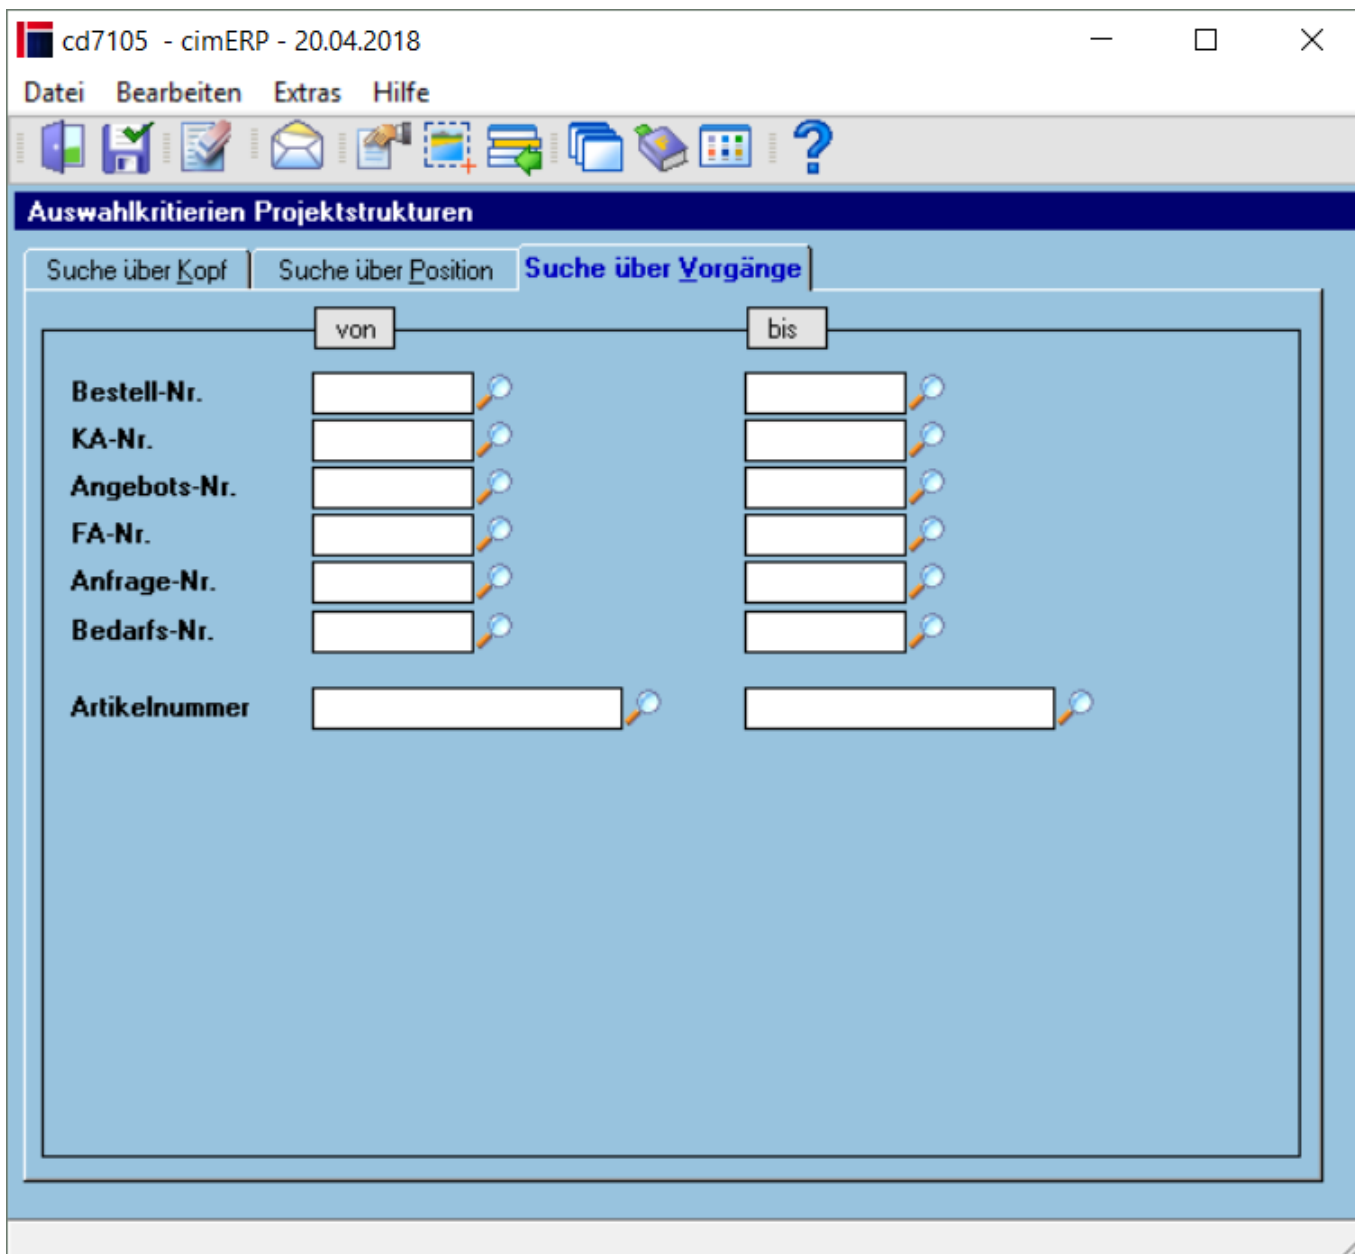 cd7105 - cimERP - 20.04.2018
Datei Bearbeiten Extras Hilfe
Auswahlkritierien Projektstrukturen
Suche über Kopf Suche über Position Suche über Vorgänge
von bis
Bestell-Nr.
KA-Nr.
Angebots-Nr.
FA-Nr.
Anfrage-Nr.
Bedarfs-Nr.
Artikelnummer